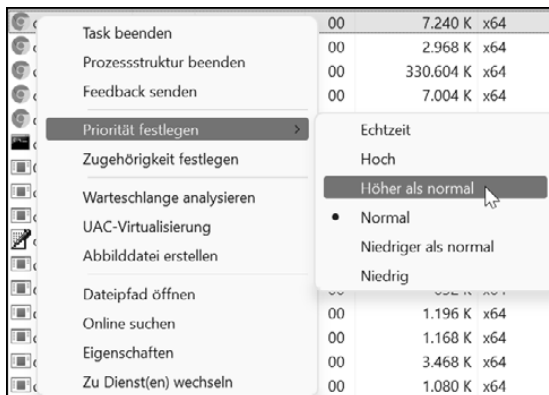 00 7.240 K x64
Task beenden
00 2.968 K x64
Prozessstruktur beenden
00 330.604 K x64
Feedback senden
00 7.004 K x64
Priorität festlegen
Zugehörigkeit festlegen
Warteschlange analysieren
UAC-Virtualisierung
Abbilddatei erstellen
Dateipfad öffnen
Online suchen
Eigenschaften
Zu Dienst(en) wechseln
Echtzeit
Hoch
Höher als normal
Normal
Niedriger als normal
Niedrig
00 1.196 K x64
00 1.168 K x64
00 3.468 K x64
00 1.080 K x64